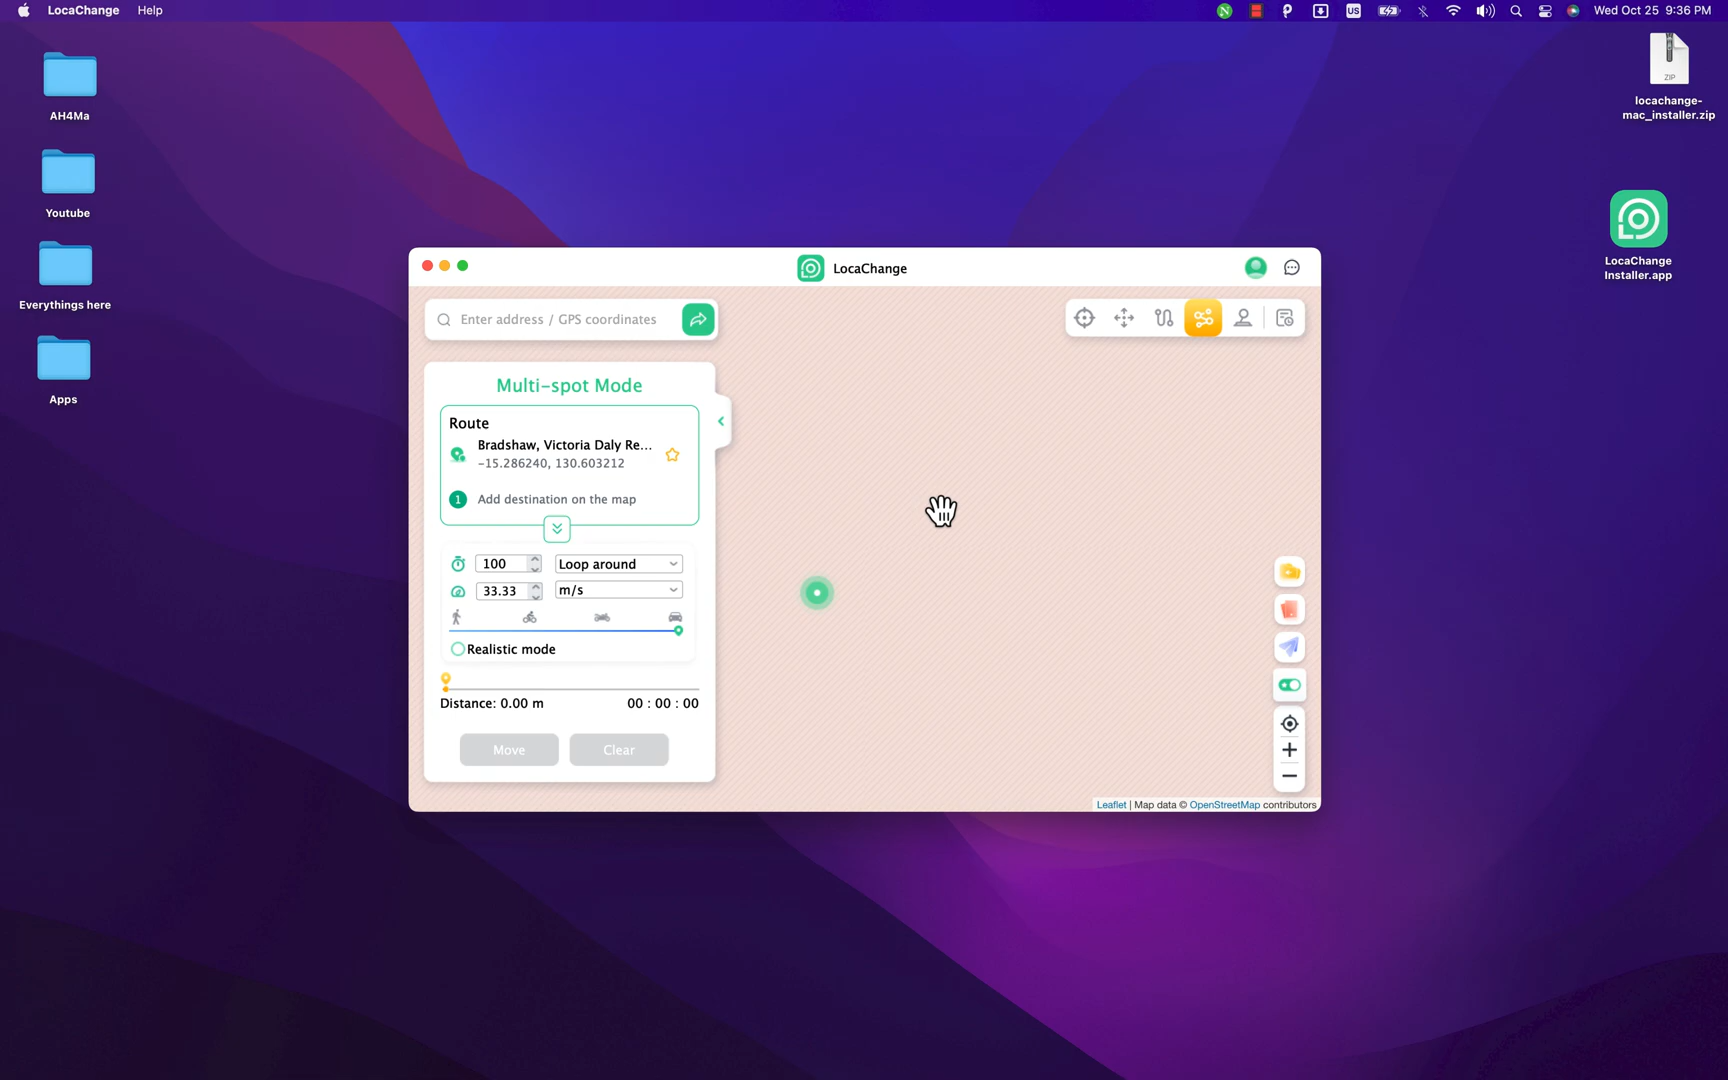 LocaChange Help
US
Wed Oct 25 9:36 PM
AH4Ma
Youtube
Everythings here
Apps
ZIP
locachange-
mac_installer.zip
LocaChange
Installer.app
LocaChange
Enter address / GPS coordinates
Multi-spot Mode
Route
Bradshaw, Victoria Daly Re...
-15.286240, 130.603212
1 Add destination on the map
100 Loop around
33.33 m/s
Realistic mode
Distance: 0.00 m 00 : 00 : 00
Move Clear
Leaflet | Map data © OpenStreetMap contributors